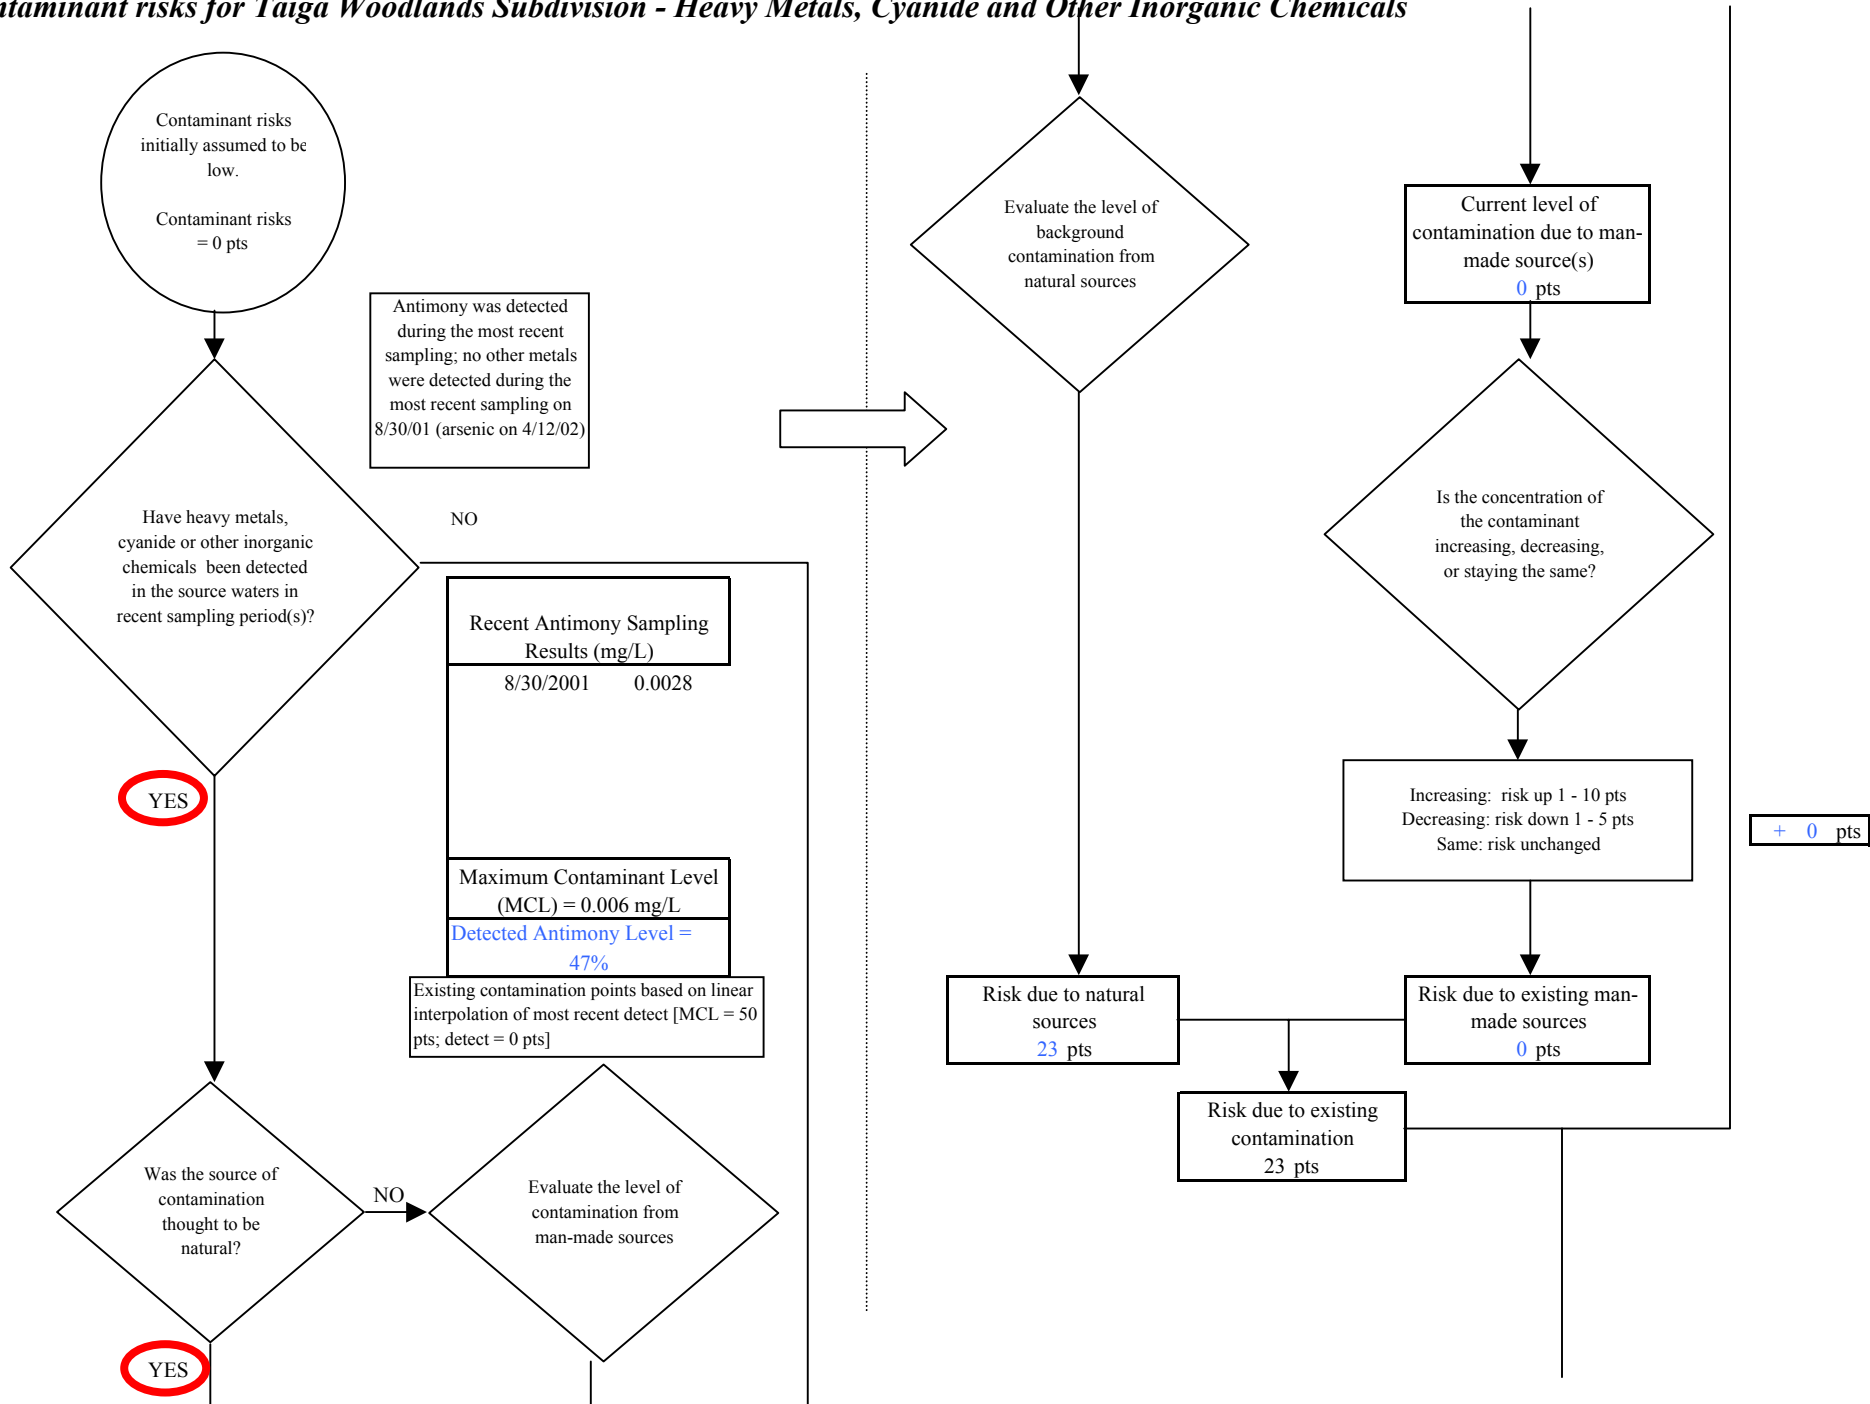 ntaminant risks for Taiga Woodlands Subdivision - Heavy Metals, Cyanide and Other Inorganic Chemicals
Contaminant risks
initially assumed to be
low.
Contaminant risks
= 0 pts
Antimony was detected
during the most recent
sampling; no other metals
were detected during the
most recent sampling on
8/30/01 (arsenic on 4/12/02)
Have heavy metals,
cyanide or other inorganic
chemicals been detected
in the source waters in
recent sampling period(s)?
NO
YES
Recent Antimony Sampling
Results (mg/L)
8/30/2001 0.0028
Maximum Contaminant Level
(MCL) = 0.006 mg/L
Detected Antimony Level =
47%
Existing contamination points based on linear
interpolation of most recent detect [MCL = 50
pts; detect = 0 pts]
Was the source of
contamination
thought to be
natural?
NO
YES
Evaluate the level of
contamination from
man-made sources
Evaluate the level of
background
contamination from
natural sources
Current level of
contamination due to man-
made source(s)
0 pts
Is the concentration of
the contaminant
increasing, decreasing,
or staying the same?
Increasing: risk up 1 - 10 pts
Decreasing: risk down 1 - 5 pts
Same: risk unchanged
+ 0 pts
Risk due to natural
sources
23 pts
Risk due to existing man-
made sources
0 pts
Risk due to existing
contamination
23 pts